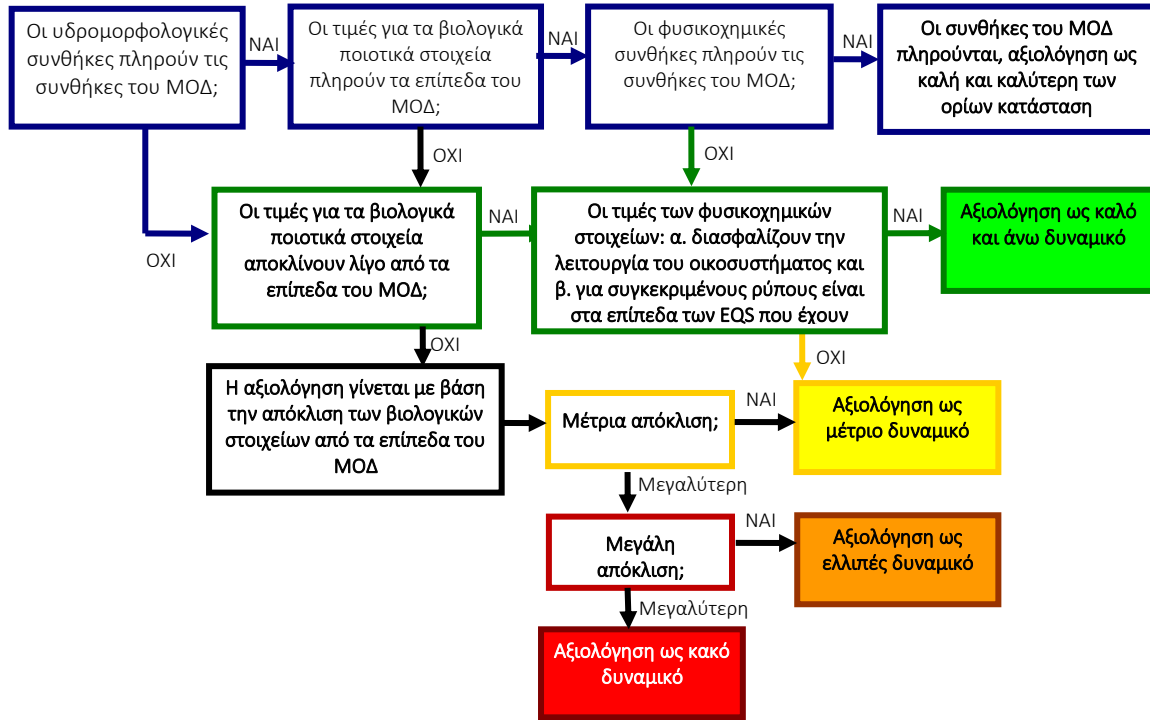 Οι υδρομορφολογικές
συνθήκες πληρούν τις
συνθήκες του ΜΟΔ;
ΝΑΙ
Οι τιμές για τα βιολογικά
ποιοτικά στοιχεία
πληρούν τα επίπεδα του
ΜΟΔ;
ΝΑΙ
Οι φυσικοχημικές
συνθήκες πληρούν τις
συνθήκες του ΜΟΔ;
ΝΑΙ
Οι συνθήκες του ΜΟΔ
πληρούνται, αξιολόγηση ως
καλή και καλύτερη των
ορίων κατάσταση
ΟΧΙ
ΟΧΙ
ΟΧΙ
Οι τιμές για τα βιολογικά
ποιοτικά στοιχεία
αποκλίνουν λίγο από τα
επίπεδα του ΜΟΔ;
ΝΑΙ
Οι τιμές των φυσικοχημικών
στοιχείων: α. διασφαλίζουν την
λειτουργία του οικοσυστήματος και
β. για συγκεκριμένους ρύπους είναι
στα επίπεδα των EQS που έχουν
ΝΑΙ
Αξιολόγηση ως καλό
και άνω δυναμικό
ΟΧΙ
ΟΧΙ
Η αξιολόγηση γίνεται με βάση
την απόκλιση των βιολογικών
στοιχείων από τα επίπεδα του
ΜΟΔ
Μέτρια απόκλιση;
ΝΑΙ
Αξιολόγηση ως
μέτριο δυναμικό
Μεγαλύτερη
Μεγάλη
απόκλιση;
ΝΑΙ
Αξιολόγηση ως
ελλιπές δυναμικό
Μεγαλύτερη
Αξιολόγηση ως κακό
δυναμικό